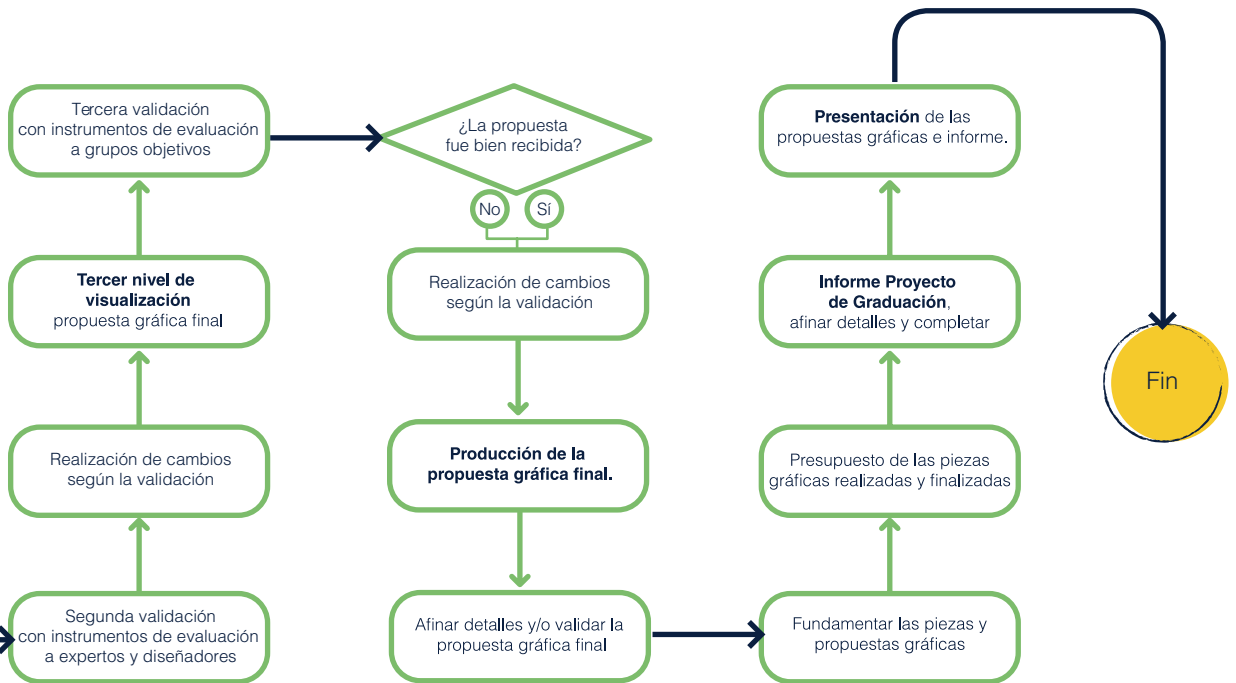 Tercera validación
con instrumentos de evaluación
a grupos objetivos
Tercer nivel de
visualización
propuesta gráfica final
Realización de cambios
según la validación
Segunda validación
con instrumentos de evaluación
a expertos y diseñadores
¿La propuesta
fue bien recibida?
No
Sí
Realización de cambios
según la validación
Producción de la
propuesta gráfica final.
Afinar detalles y/o validar la
propuesta gráfica final
Presentación de las
propuestas gráficas e informe.
Informe Proyecto
de Graduación,
afinar detalles y completar
Presupuesto de las piezas
gráficas realizadas y finalizadas
Fundamentar las piezas y
propuestas gráficas
Fin